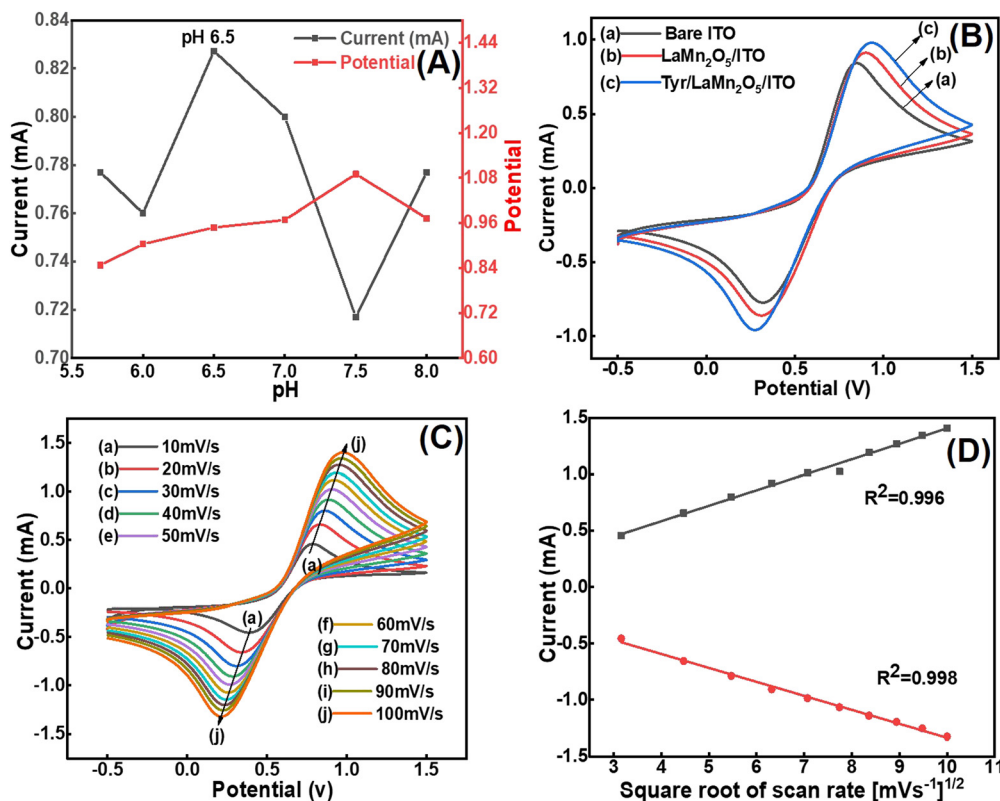 (A)
pH 6.5
Current (mA)
Potential
0.84
0.82
0.80
0.78
0.76
0.74
0.72
0.70
Current (mA)
1.44
1.32
1.20
1.08
0.96
0.84
0.72
0.60
Potential
5.5 6.0 6.5 7.0 7.5 8.0
pH
(B)
(a) Bare ITO
(b) LaMn₂O₅/ITO
(c) Tyr/LaMn₂O₅/ITO
(c)
(b)
(a)
1.0
0.5
0.0
-0.5
-1.0
Current (mA)
-0.5 0.0 0.5 1.0 1.5
Potential (V)
(C)
(a) 10mV/s
(b) 20mV/s
(c) 30mV/s
(d) 40mV/s
(e) 50mV/s
(j)
(a)
(a)
(j)
(f) 60mV/s
(g) 70mV/s
(h) 80mV/s
(i) 90mV/s
(j) 100mV/s
1.5
1.0
0.5
0.0
-0.5
-1.0
-1.5
Current (mA)
-0.5 0.0 0.5 1.0 1.5
Potential (v)
(D)
R²=0.996
R²=0.998
1.5
1.0
0.5
0.0
-0.5
-1.0
-1.5
Current (mA)
3 4 5 6 7 8 9 10 11
Square root of scan rate [mVs⁻¹]¹/²